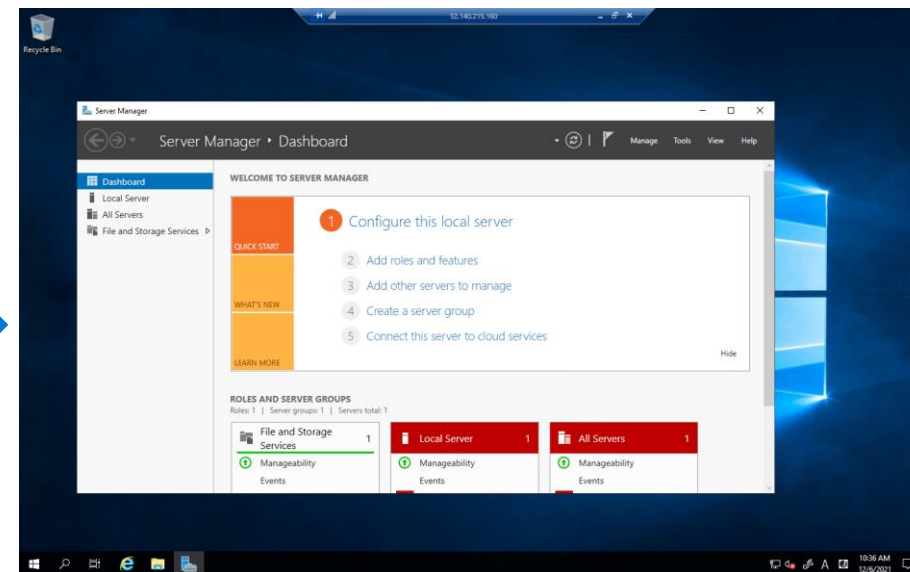 52.140.215.160
Recycle Bin
Server Manager
Server Manager • Dashboard
Manage Tools View Help
Dashboard
Local Server
All Servers
File and Storage Services
WELCOME TO SERVER MANAGER
QUICK START
WHAT'S NEW
LEARN MORE
1 Configure this local server
2 Add roles and features
3 Add other servers to manage
4 Create a server group
5 Connect this server to cloud services
Hide
ROLES AND SERVER GROUPS
Roles: 1 | Server groups: 1 | Servers total: 1
File and Storage Services 1
Manageability
Events
Local Server 1
Manageability
Events
All Servers 1
Manageability
Events
A
10:36 AM
12/6/2021